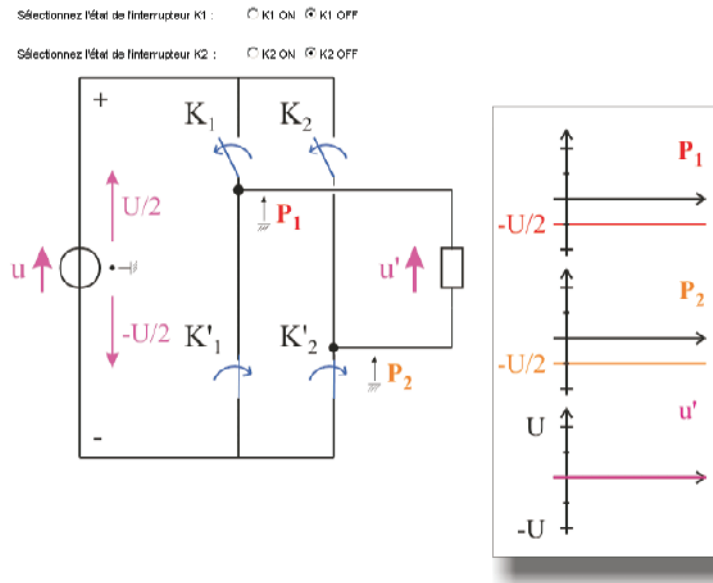 Sélectionnez l'état de l'interrupteur K1 : K1 ON K1 OFF
Sélectionnez l'état de l'interrupteur K2 : K2 ON K2 OFF
+
K1
K2
P1
U/2
-U/2
P1
u
u'
P2
-U/2
K'1
K'2
-U/2
P2
u'
U
-
-U